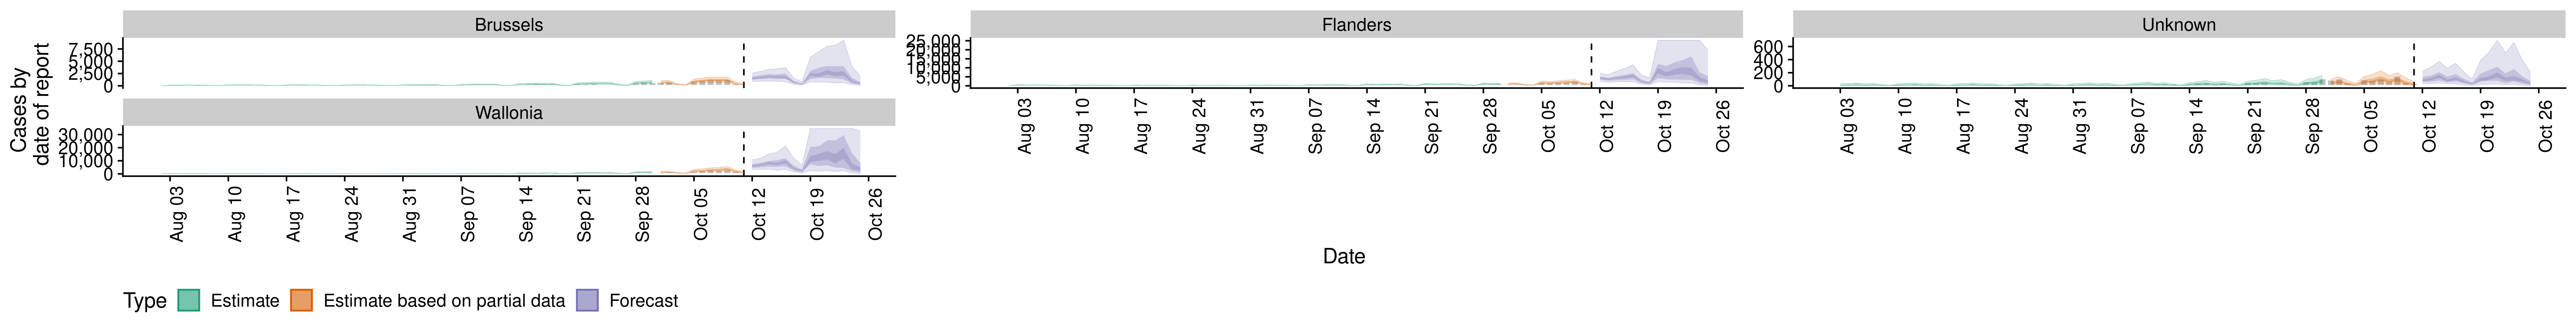 Brussels
Flanders
Unknown
7,500
5,000
2,500
0
25,000
20,000
15,000
10,000
5,000
0
600
400
200
0
Cases by
date of report
Wallonia
30,000
20,000
10,000
0
Aug 03 Aug 10 Aug 17 Aug 24 Aug 31 Sep 07 Sep 14 Sep 21 Sep 28 Oct 05 Oct 12 Oct 19 Oct 26
Aug 03 Aug 10 Aug 17 Aug 24 Aug 31 Sep 07 Sep 14 Sep 21 Sep 28 Oct 05 Oct 12 Oct 19 Oct 26
Aug 03 Aug 10 Aug 17 Aug 24 Aug 31 Sep 07 Sep 14 Sep 21 Sep 28 Oct 05 Oct 12 Oct 19 Oct 26
Date
Type Estimate Estimate based on partial data Forecast